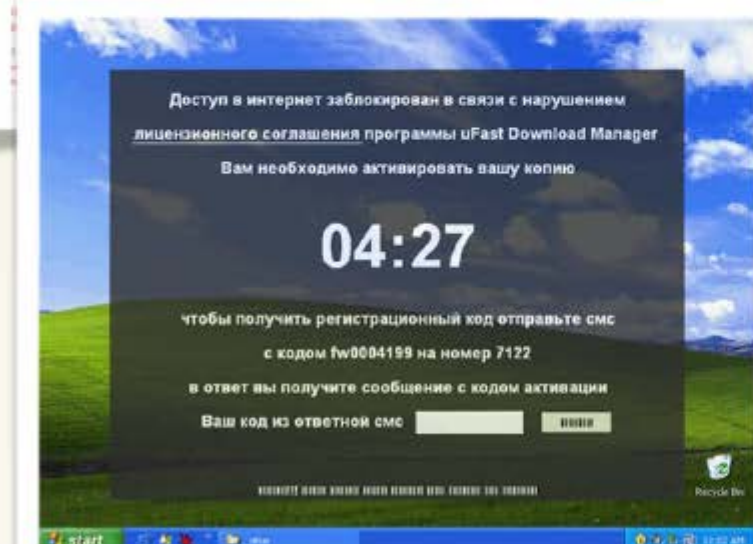 Доступ в интернет заблокирован в связи с нарушением
лицензионного соглашения программы uFast Download Manager
Вам необходимо активировать вашу копию
04:27
чтобы получить регистрационный код отправьте смс
с кодом fw0004199 на номер 7122
в ответ вы получите сообщение с кодом активации
Ваш код из ответной смс
Recycle Bin
start